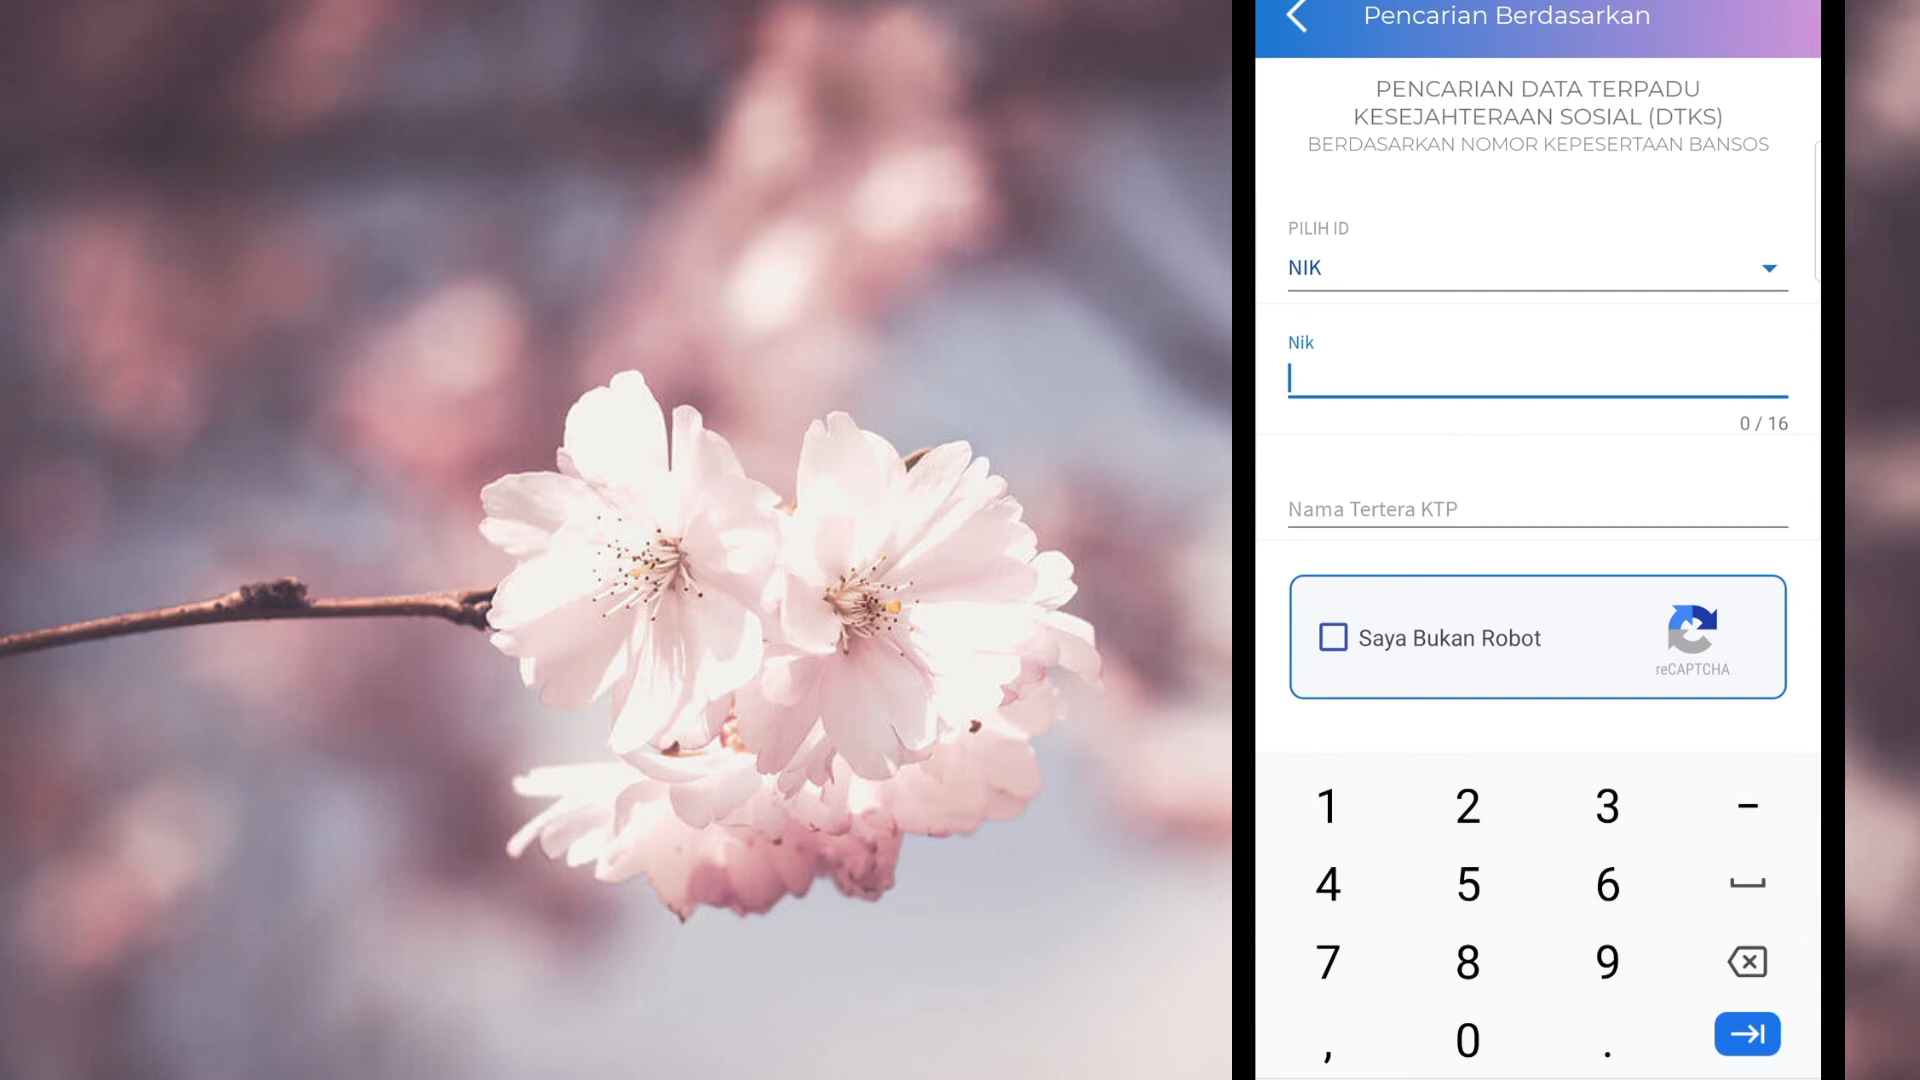 Pencarian Berdasarkan
PENCARIAN DATA TERPADU
KESEJAHTERAAN SOSIAL (DTKS)
BERDASARKAN NOMOR KEPESERTAAN BANSOS
PILIH ID
NIK
Nik
0 / 16
Nama Tertera KTP
Saya Bukan Robot
reCAPTCHA
1 2 3 −
4 5 6
7 8 9
, 0 .